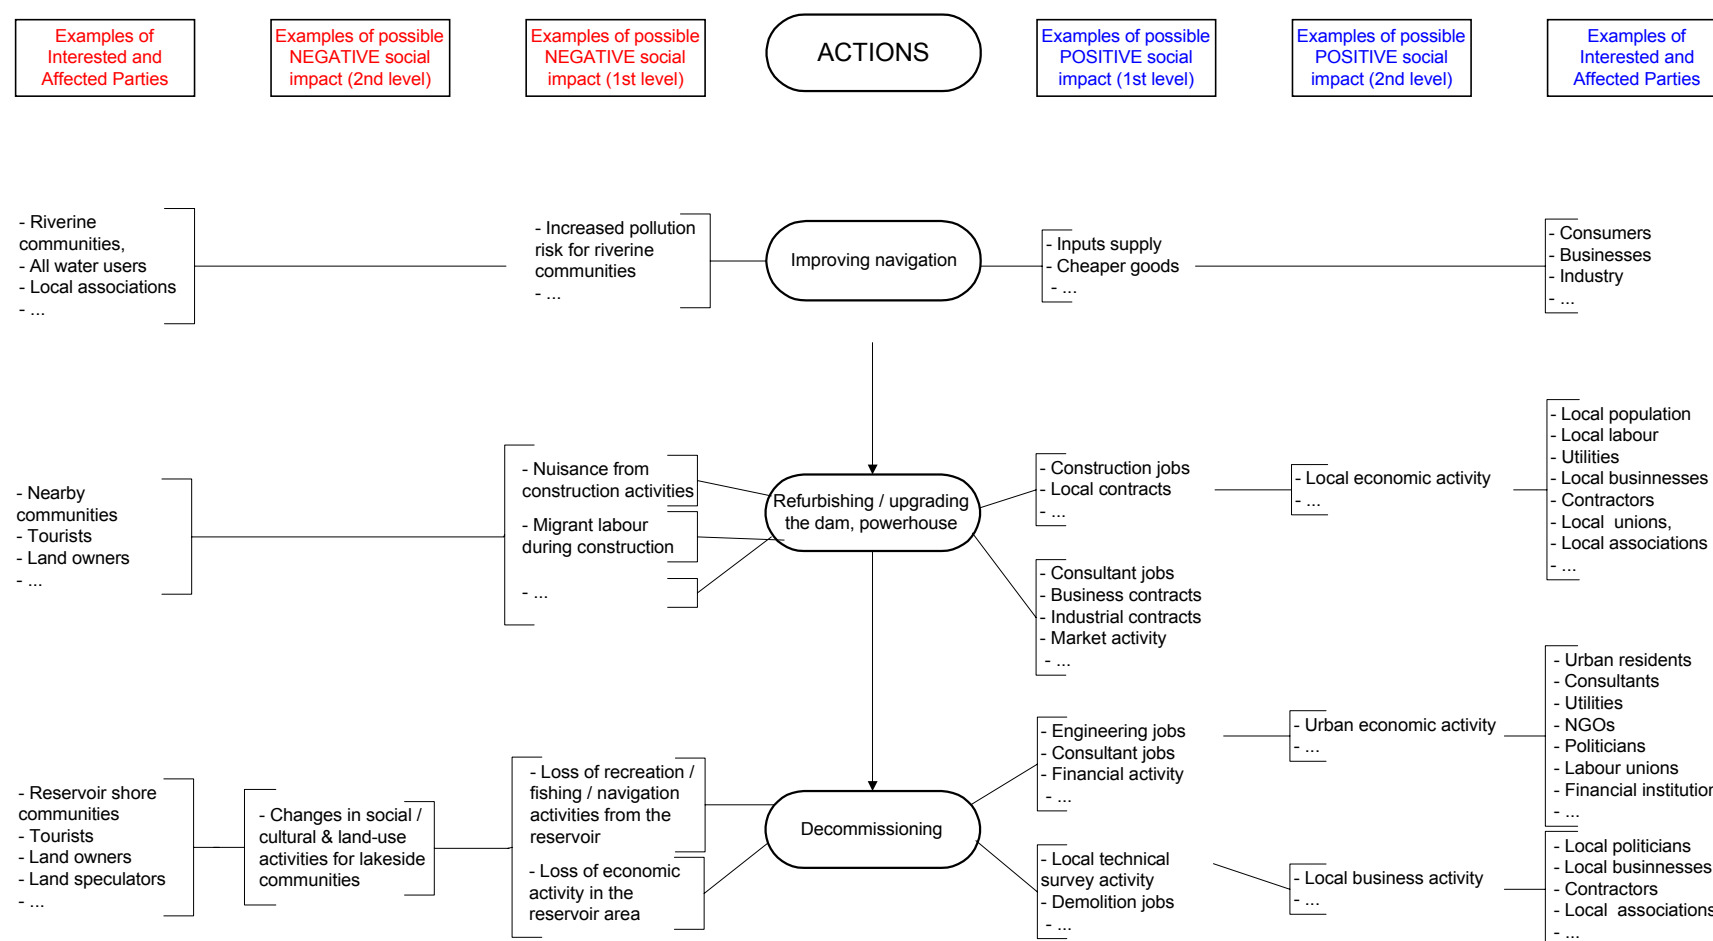 Examples of
Interested and
Affected Parties
Examples of possible
NEGATIVE social
impact (2nd level)
Examples of possible
NEGATIVE social
impact (1st level)
ACTIONS
Examples of possible
POSITIVE social
impact (1st level)
Examples of possible
POSITIVE social
impact (2nd level)
Examples of
Interested and
Affected Parties
- Riverine
communities,
- All water users
- Local associations
- ...
- Increased pollution
risk for riverine
communities
- ...
Improving navigation
- Inputs supply
- Cheaper goods
- ...
- Consumers
- Businesses
- Industry
- ...
- Nearby
communities
- Tourists
- Land owners
- ...
- Nuisance from
construction activities
- Migrant labour
during construction
- ...
Refurbishing / upgrading
the dam, powerhouse
- Construction jobs
- Local contracts
- ...
- Consultant jobs
- Business contracts
- Industrial contracts
- Market activity
- ...
- Local economic activity
- ...
- Local population
- Local labour
- Utilities
- Local businnesses
- Contractors
- Local unions,
- Local associations
- ...
- Reservoir shore
communities
- Tourists
- Land owners
- Land speculators
- ...
- Changes in social /
cultural & land-use
activities for lakeside
communities
- Loss of recreation /
fishing / navigation
activities from the
reservoir
- Loss of economic
activity in the
reservoir area
Decommissioning
- Engineering jobs
- Consultant jobs
- Financial activity
- ...
- Local technical
survey activity
- Demolition jobs
- ...
- Urban economic activity
- ...
- Local business activity
- ...
- Urban residents
- Consultants
- Utilities
- NGOs
- Politicians
- Labour unions
- Financial institution
- ...
- Local politicians
- Local businnesses
- Contractors
- Local associations
- ...